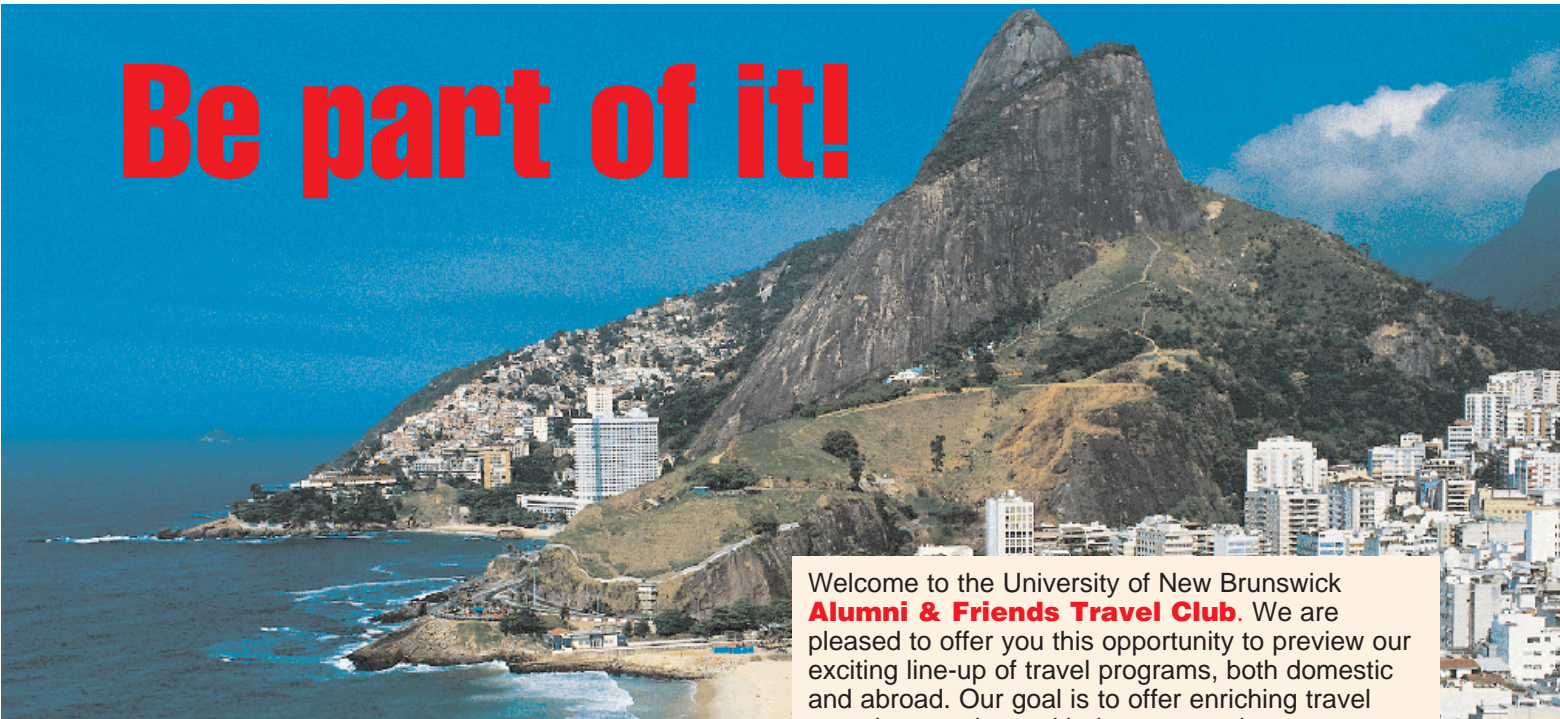 Be part of it!
Welcome to the University of New Brunswick
Alumni & Friends Travel Club. We are
pleased to offer you this opportunity to preview our
exciting line-up of travel programs, both domestic
and abroad. Our goal is to offer enriching travel